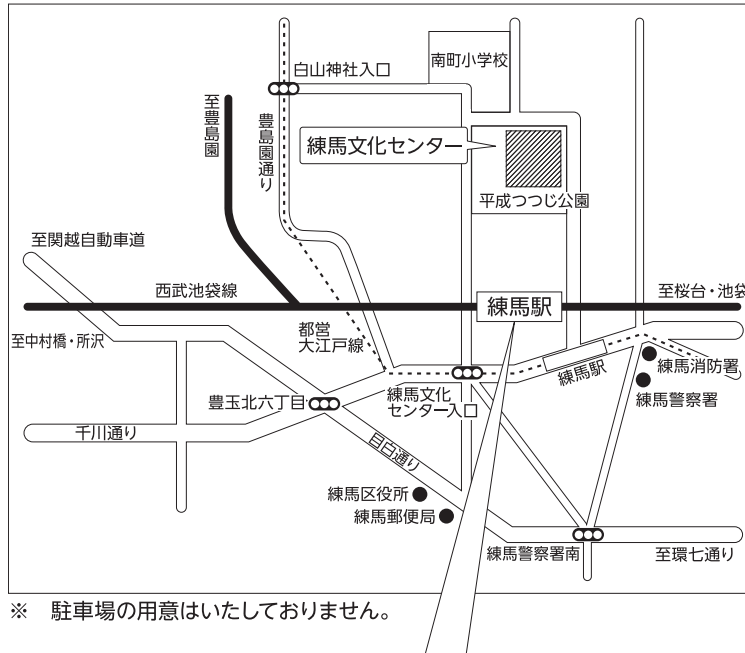 南町小学校
白山神社入口
至豊島園
豊島園通り
練馬文化センター
平成つつじ公園
至関越自動車道
西武池袋線
練馬駅
至桜台・池袋
至中村橋・所沢
都営
大江戸線
練馬駅
練馬消防署
練馬警察署
練馬文化
センター入口
豊玉北六丁目
千川通り
目白通り
練馬区役所
練馬郵便局
練馬警察署南
至環七通り
※ 駐車場の用意はいたしておりません。